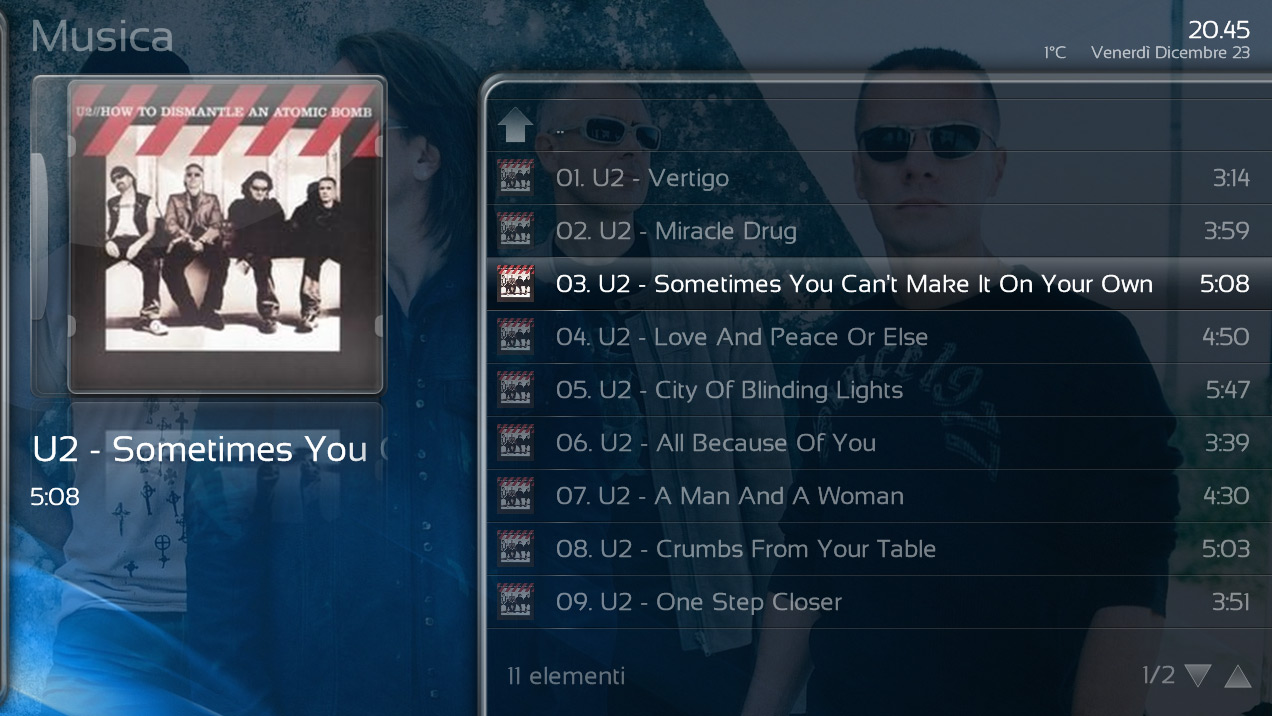 Musica
20.45
1°C Venerdì Dicembre 23
U2//HOW TO DISMANTLE AN ATOMIC BOMB
..
01. U2 - Vertigo 3:14
02. U2 - Miracle Drug 3:59
03. U2 - Sometimes You Can't Make It On Your Own 5:08
04. U2 - Love And Peace Or Else 4:50
05. U2 - City Of Blinding Lights 5:47
06. U2 - All Because Of You 3:39
07. U2 - A Man And A Woman 4:30
08. U2 - Crumbs From Your Table 5:03
09. U2 - One Step Closer 3:51
U2 - Sometimes You
5:08
11 elementi
1/2